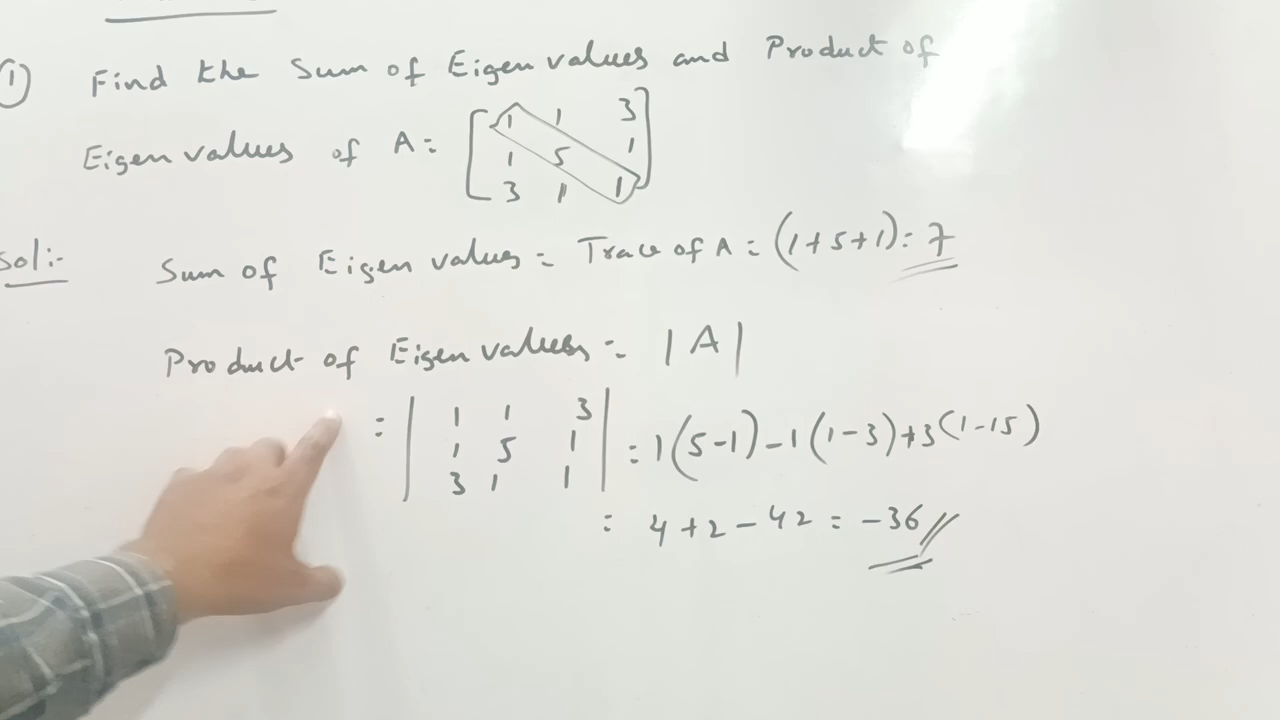 ① Find the Sum of Eigen values and Product of
Eigen values of A = [1 1 3
1 5 1
3 1 1]
Sol:- Sum of Eigen values = Trace of A = (1+5+1) = 7
Product of Eigen values = |A|
= |1 1 3
1 5 1
3 1 1| = 1(5-1)-1(1-3)+3(1-15)
= 4+2-42 = -36//